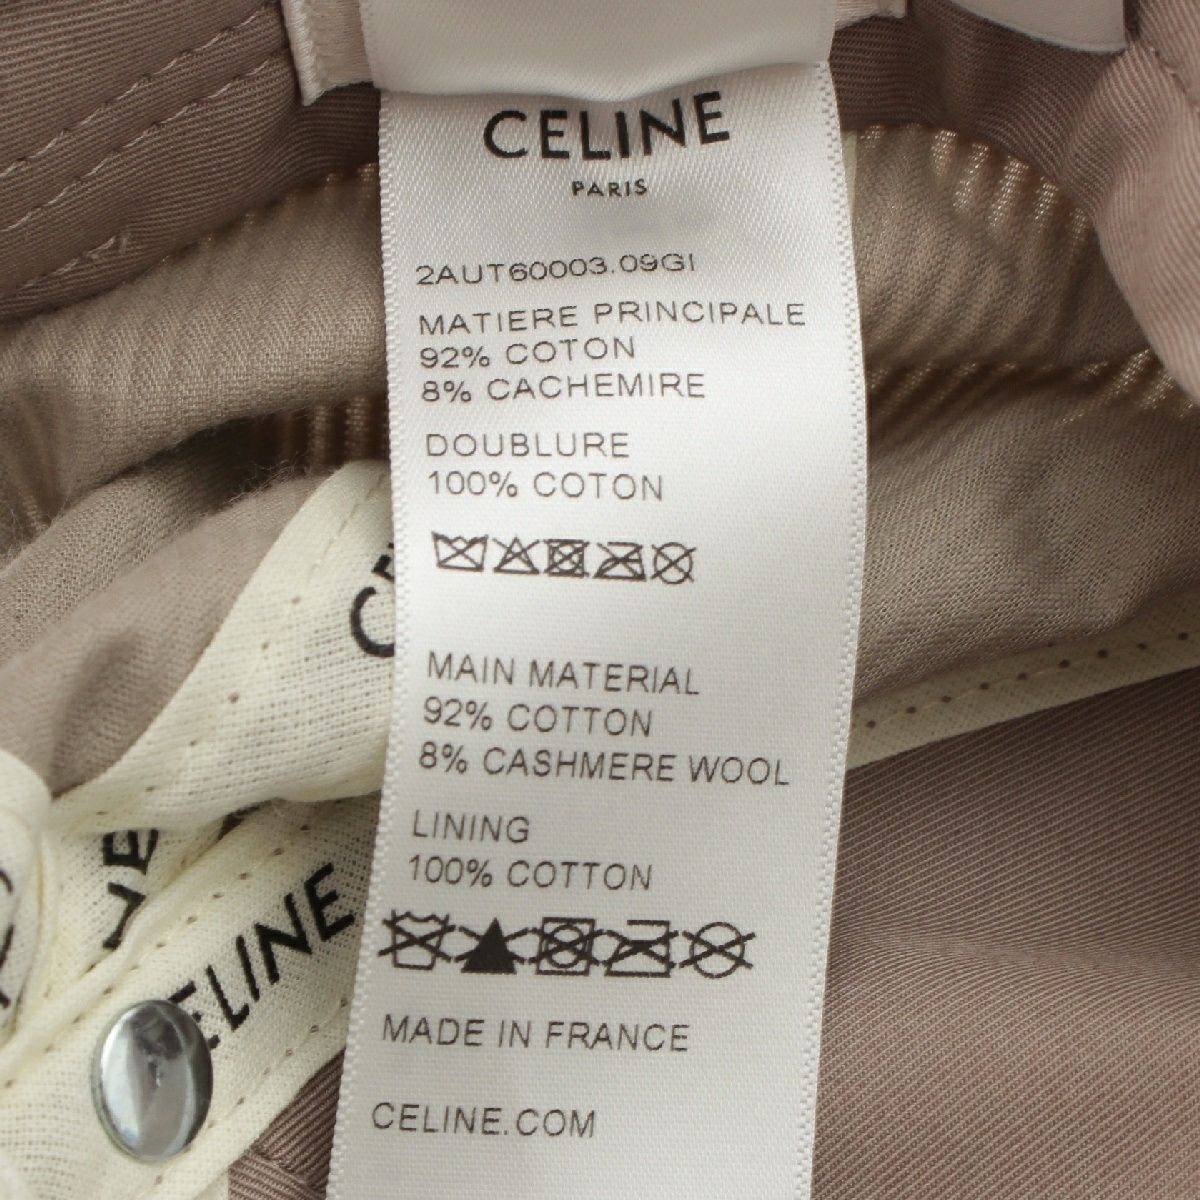 CELINE
PARIS
2AUT60003.09GI
MATIERE PRINCIPALE
92% COTON
8% CACHEMIRE
DOUBLURE
100% COTON
MAIN MATERIAL
92% COTTON
8% CASHMERE WOOL
LINING
100% COTTON
MADE IN FRANCE
CELINE.COM
CELINE